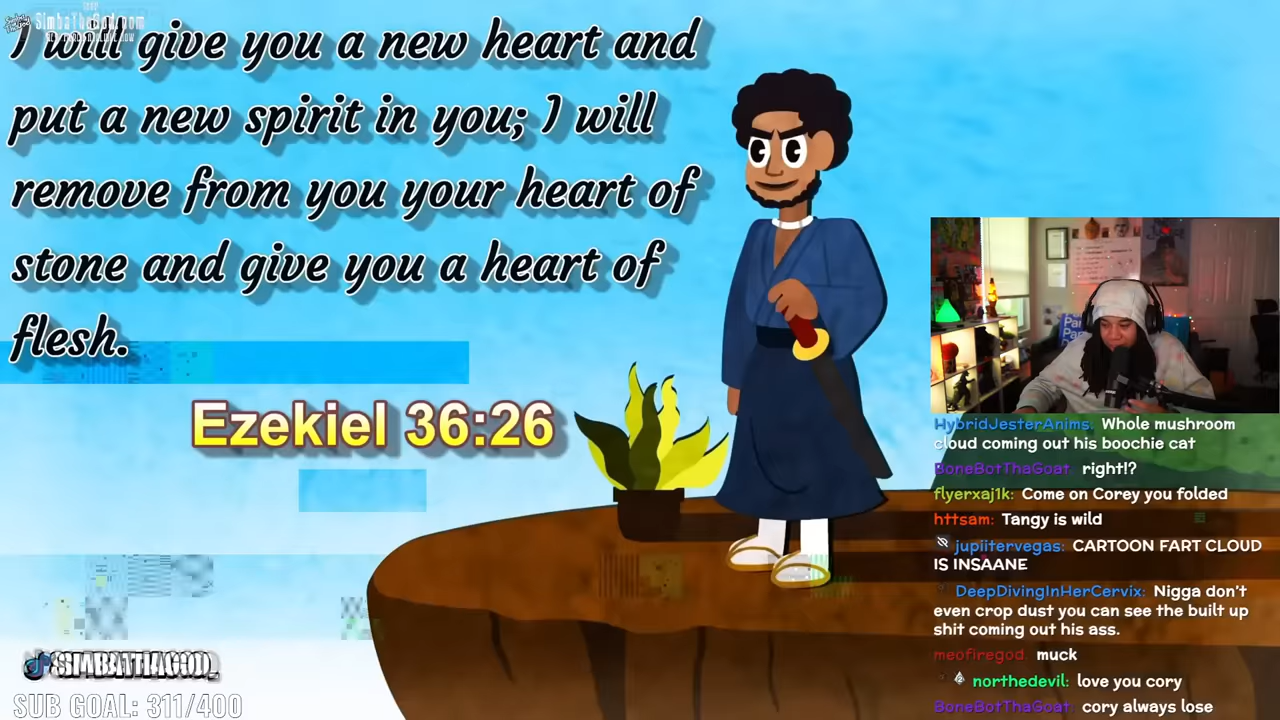 SimbaThaGod.com
I will give you a new heart and
put a new spirit in you; I will
remove from you your heart of
stone and give you a heart of
flesh.
Ezekiel 36:26
HybridJesterAnims: Whole mushroom
cloud coming out his boochie cat
BoneBotThaGoat: right!?
flyerxaj1k: Come on Corey you folded
httsam: Tangy is wild
jupiitervegas: CARTOON FART CLOUD
IS INSAANE
DeepDivingInHerCervix: Nigga don't
even crop dust you can see the built up
shit coming out his ass.
meofiregod: muck
northedevil: love you cory
BoneBotThaGoat: cory always lose
SIMBATHAGOD_
SUB GOAL: 311/400